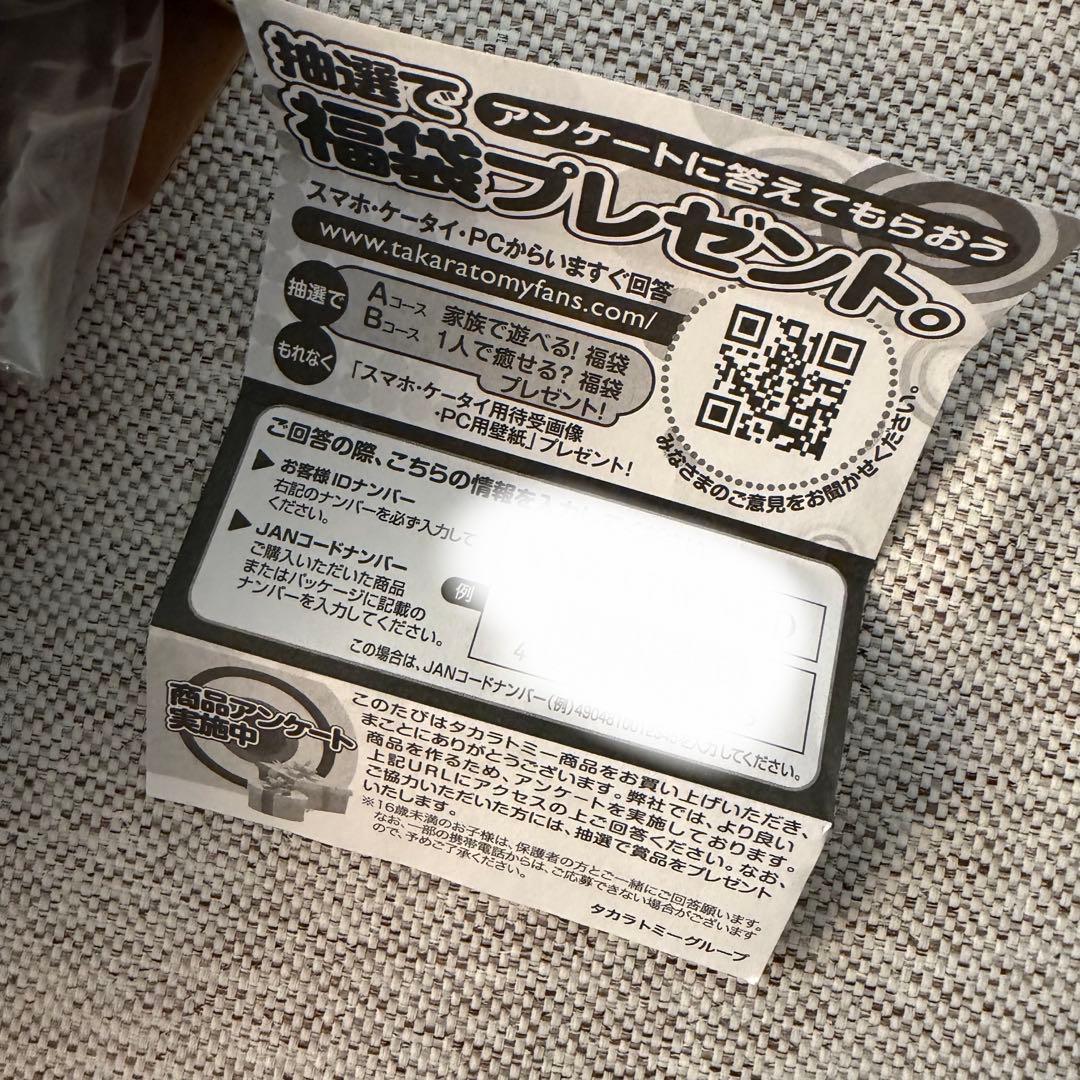 抽選で
アンケートに答えてもらおう
福袋プレゼント。
スマホ・ケータイ・PCからいますぐ回答
www.takaratomyfans.com/
抽選で
Aコース 家族で遊べる! 福袋
Bコース 1人で癒せる? 福袋
プレゼント!
もれなく
「スマホ・ケータイ用待受画像
・PC用壁紙」プレゼント!
みなさまのご意見をお聞かせください。
ご回答の際、こちらの情報を
お客様IDナンバー
右記のナンバーを必ず入力して
ください。
JANコードナンバー
ご購入いただいた商品
またはパッケージに記載の
ナンバーを入力してください。
例
D
4
この場合は、JANコードナンバー(例)4904810012345を入力してください。
商品アンケート
実施中
このたびはタカラトミー商品をお買い上げいただき、
まことにありがとうございます。弊社では、より良い
商品を作るため、アンケートを実施しております。
上記URLにアクセスの上ご回答ください。なお、
ご協力いただいた方には、抽選で賞品をプレゼント
いたします。
※16歳未満のお子様は、保護者の方とご一緒にご回答願います。
なお、一部の携帯電話からは、ご応募できない場合がございます
ので、予めご了承ください。
タカラトミーグループ